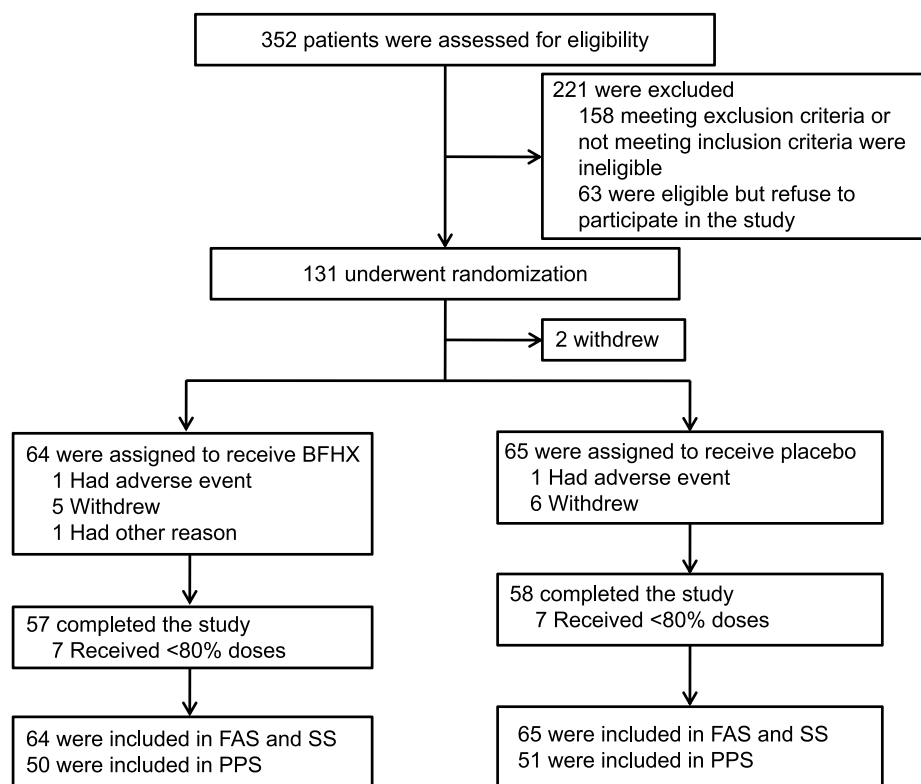 352 patients were assessed for eligibility
221 were excluded
158 meeting exclusion criteria or
not meeting inclusion criteria were
ineligible
63 were eligible but refuse to
participate in the study
131 underwent randomization
2 withdrew
64 were assigned to receive BFHX
1 Had adverse event
5 Withdrew
1 Had other reason
65 were assigned to receive placebo
1 Had adverse event
6 Withdrew
57 completed the study
7 Received <80% doses
58 completed the study
7 Received <80% doses
64 were included in FAS and SS
50 were included in PPS
65 were included in FAS and SS
51 were included in PPS